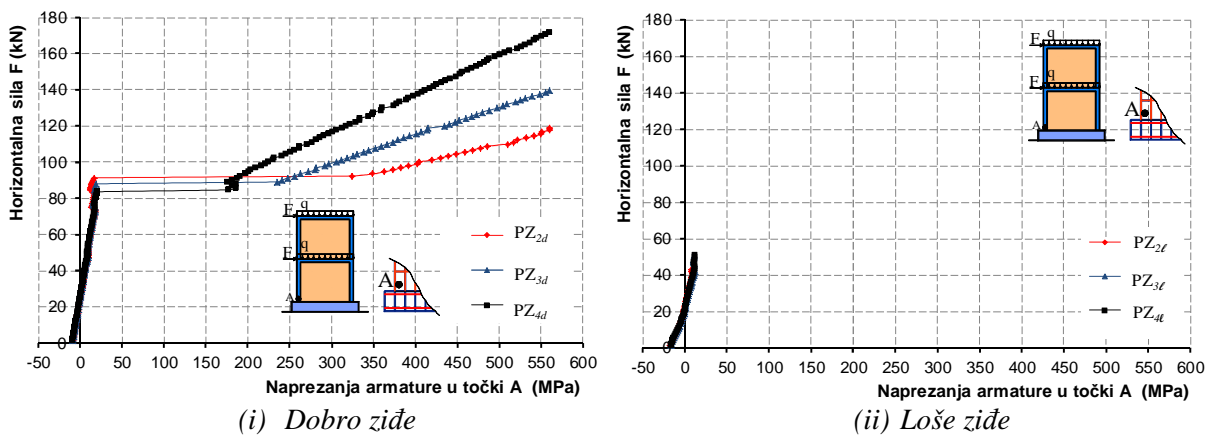 Horizontalna sila F (kN)
180
160
140
120
100
80
60
40
20
0
-50 0 50 100 150 200 250 300 350 400 450 500 550 600
Naprezanja armature u točki A (MPa)
F q
F q
A
A
PZ2d
PZ3d
PZ4d
(i) Dobro ziđe
Horizontalna sila F (kN)
180
160
140
120
100
80
60
40
20
0
-50 0 50 100 150 200 250 300 350 400 450 500 550 600
Naprezanja armature u točki A (MPa)
F q
F q
A
A
PZ2ℓ
PZ3ℓ
PZ4ℓ
(ii) Loše ziđe